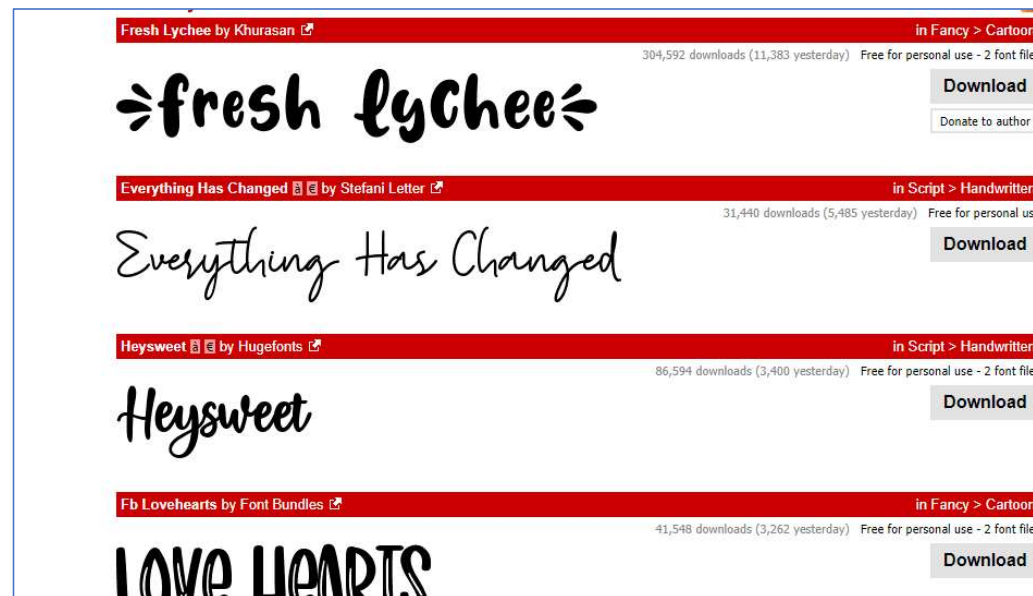 Fresh Lychee by Khurasan in Fancy > Cartoon
304,592 downloads (11,383 yesterday) Free for personal use - 2 font file
fresh lychee
Download
Donate to author
Everything Has Changed à € by Stefani Letter in Script > Handwritten
31,440 downloads (5,485 yesterday) Free for personal us
Everything Has Changed
Download
Heysweet à € by Hugefonts in Script > Handwritten
86,594 downloads (3,400 yesterday) Free for personal use - 2 font file
Heysweet
Download
Fb Lovehearts by Font Bundles in Fancy > Cartoon
41,548 downloads (3,262 yesterday) Free for personal use - 2 font file
LOVE HEARTS
Download